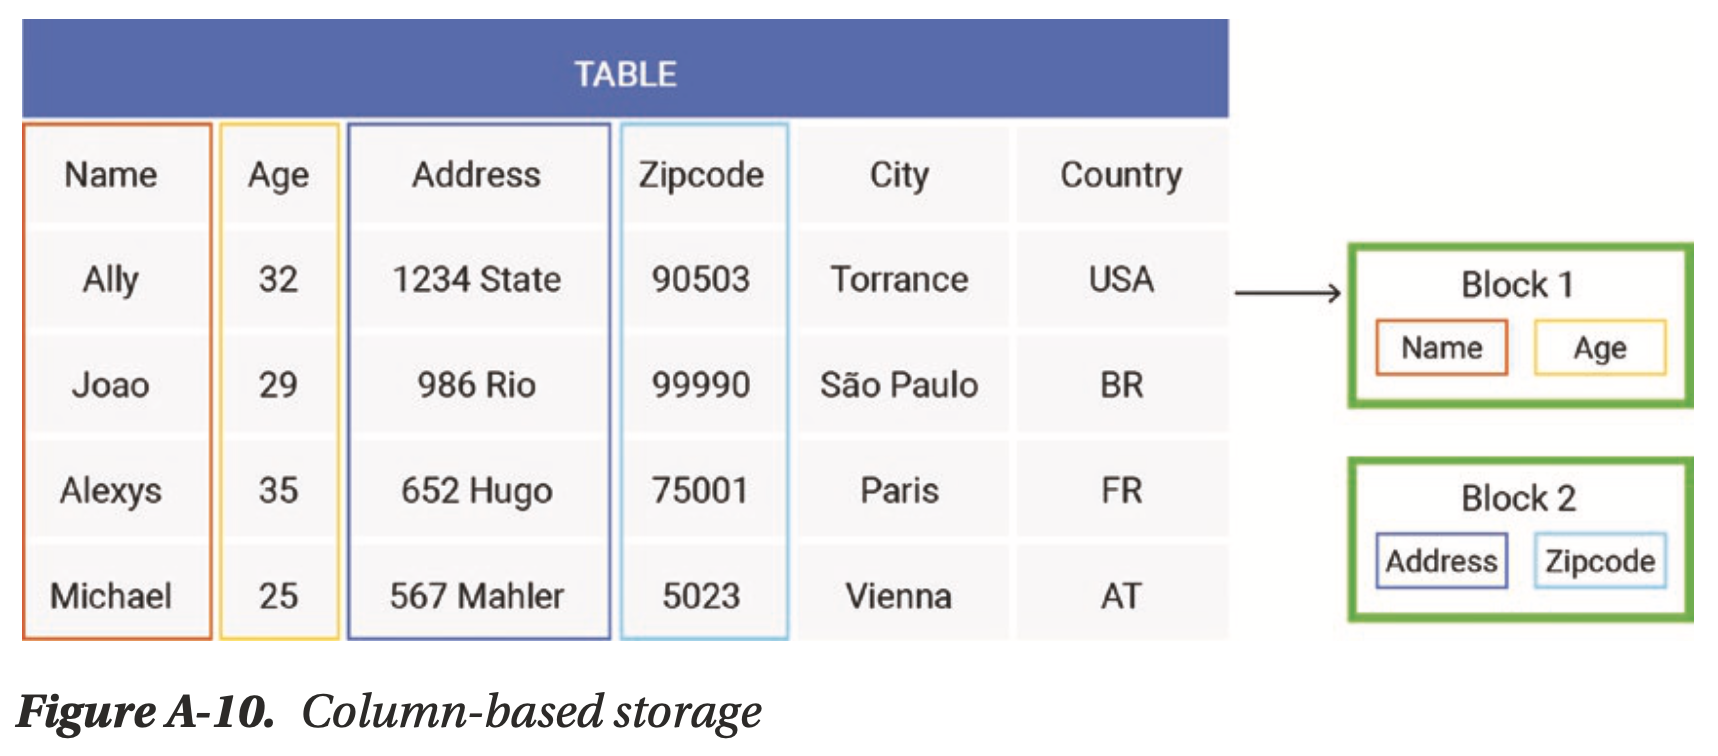 TABLE
Name Age Address Zipcode City Country
Ally 32 1234 State 90503 Torrance USA
Joao 29 986 Rio 99990 São Paulo BR
Alexys 35 652 Hugo 75001 Paris FR
Michael 25 567 Mahler 5023 Vienna AT
Block 1
Name Age
Block 2
Address Zipcode
Figure A-10. Column-based storage